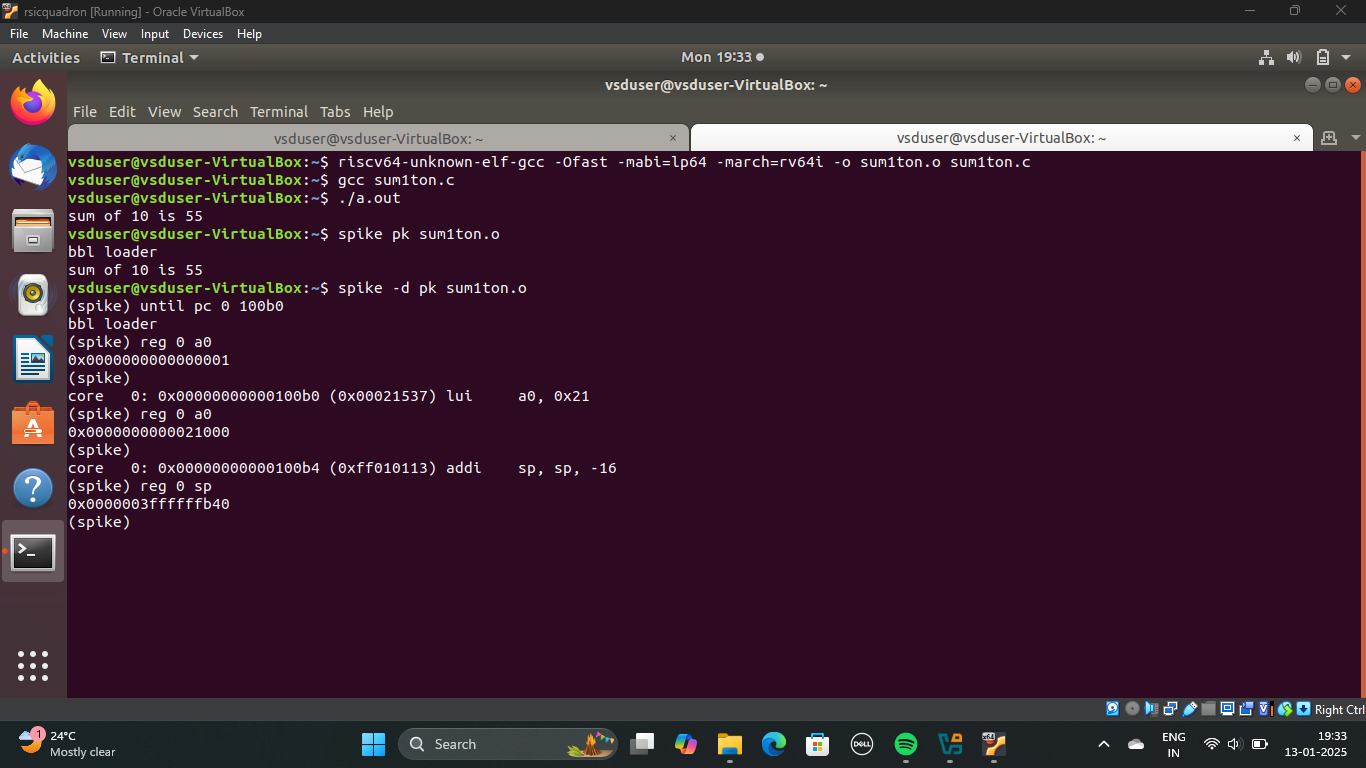 rsicquadron [Running] - Oracle VirtualBox
File Machine View Input Devices Help
Activities Terminal Mon 19:33
vsduser@vsduser-VirtualBox: ~
File Edit View Search Terminal Tabs Help
vsduser@vsduser-VirtualBox: ~ × vsduser@vsduser-VirtualBox: ~ ×
vsduser@vsduser-VirtualBox:~$ riscv64-unknown-elf-gcc -Ofast -mabi=lp64 -march=rv64i -o sum1ton.o sum1ton.c
vsduser@vsduser-VirtualBox:~$ gcc sum1ton.c
vsduser@vsduser-VirtualBox:~$ ./a.out
sum of 10 is 55
vsduser@vsduser-VirtualBox:~$ spike pk sum1ton.o
bbl loader
sum of 10 is 55
vsduser@vsduser-VirtualBox:~$ spike -d pk sum1ton.o
(spike) until pc 0 100b0
bbl loader
(spike) reg 0 a0
0x0000000000000001
(spike)
core   0: 0x00000000000100b0 (0x00021537) lui     a0, 0x21
(spike) reg 0 a0
0x0000000000021000
(spike)
core   0: 0x00000000000100b4 (0xff010113) addi    sp, sp, -16
(spike) reg 0 sp
0x0000003ffffffb40
(spike)
Right Ctrl
1
24°C
Mostly clear
Search
DELL
x64
ENG
IN
19:33
13-01-2025